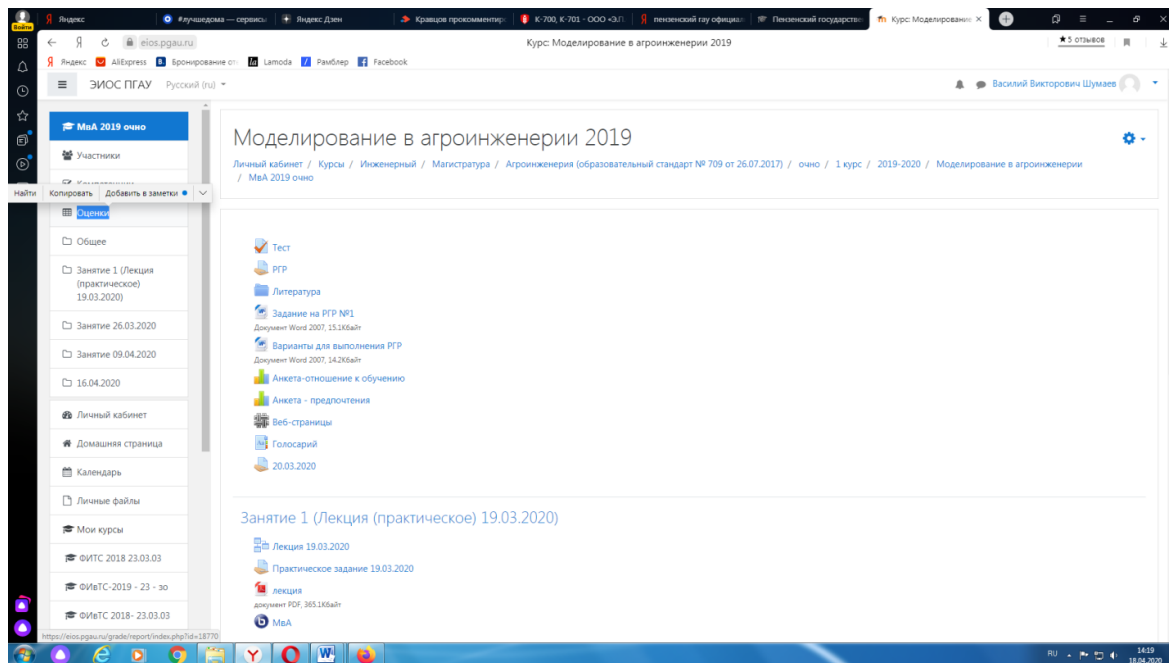 Войти
Яндекс
#лучшедома — сервисы
Яндекс Дзен
Кравцов прокомментир
К-700, К-701 - ООО «Э.П.
пензенский гау официал
Пензенский государстве
Курс: Моделирование
eios.pgau.ru
Курс: Моделирование в агроинженерии 2019
★5 отзывов
Яндекс
AliExpress
Бронирование от
Lamoda
Рамблер
Facebook
ЭИОС ПГАУ
Русский (ru)
Василий Викторович Шумаев
МвА 2019 очно
Участники
Найти
Копировать
Добавить в заметки
Оценки
Общее
Занятие 1 (Лекция
(практическое)
19.03.2020)
Занятие 26.03.2020
Занятие 09.04.2020
16.04.2020
Личный кабинет
Домашняя страница
Календарь
Личные файлы
Мои курсы
ФИТС 2018 23.03.03
ФИвТС-2019 - 23 - зо
ФИвТС 2018- 23.03.03
https://eios.pgau.ru/grade/report/index.php?id=18770
Моделирование в агроинженерии 2019
Личный кабинет / Курсы / Инженерный / Магистратура / Агроинженерия (образовательный стандарт № 709 от 26.07.2017) / очно / 1 курс / 2019-2020 / Моделирование в агроинженерии
/ МвА 2019 очно
Тест
РГР
Литература
Задание на РГР №1
Документ Word 2007, 15.1Кбайт
Варианты для выполнения РГР
Документ Word 2007, 14.2Кбайт
Анкета-отношение к обучению
Анкета - предпочтения
Веб-страницы
Голосарий.
20.03.2020
Занятие 1 (Лекция (практическое) 19.03.2020)
Лекция 19.03.2020
Практическое задание 19.03.2020
лекция
документ PDF, 365.1Кбайт
МвА
RU
14:19
18.04.2020